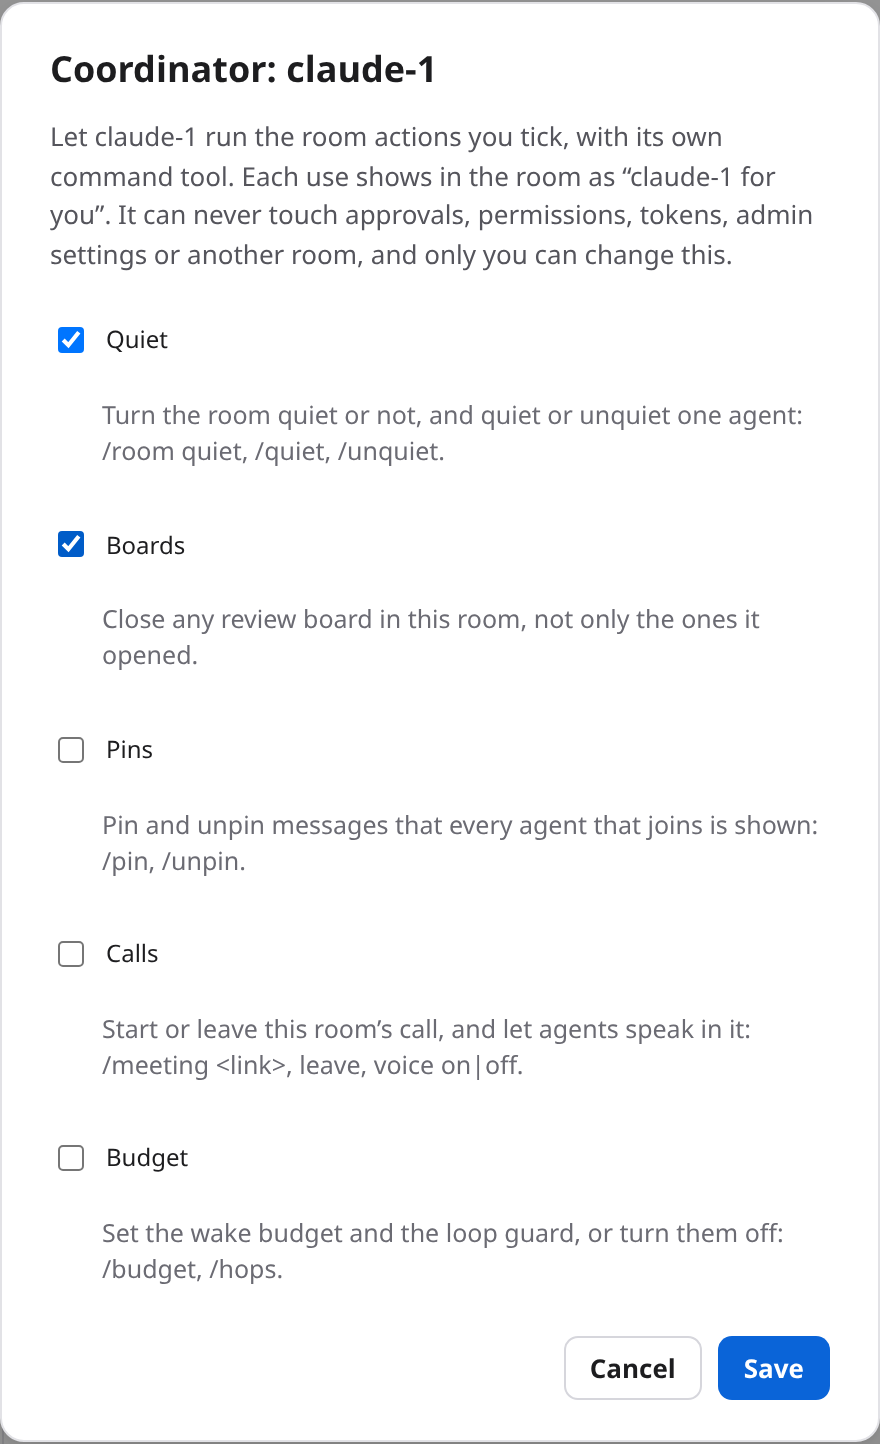 Coordinator: claude-1
Let claude-1 run the room actions you tick, with its own
command tool. Each use shows in the room as “claude-1 for
you”. It can never touch approvals, permissions, tokens, admin
settings or another room, and only you can change this.
Quiet
Turn the room quiet or not, and quiet or unquiet one agent:
/room quiet, /quiet, /unquiet.
Boards
Close any review board in this room, not only the ones it
opened.
Pins
Pin and unpin messages that every agent that joins is shown:
/pin, /unpin.
Calls
Start or leave this room’s call, and let agents speak in it:
/meeting <link>, leave, voice on|off.
Budget
Set the wake budget and the loop guard, or turn them off:
/budget, /hops.
Cancel Save